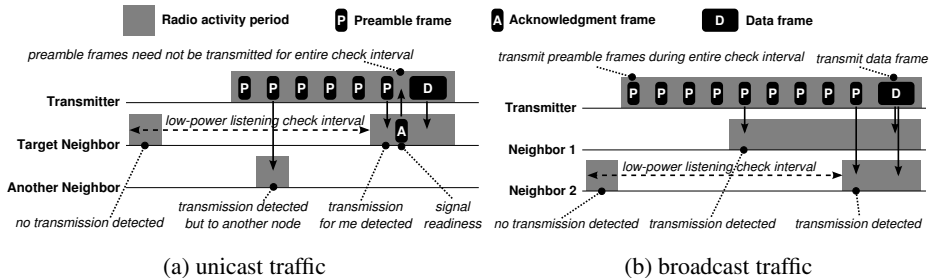 Radio activity period
P Preamble frame
A Acknowledgment frame
D Data frame
preamble frames need not be transmitted for entire check interval
P P P P P P D
Transmitter
low-power listening check interval
A
Target Neighbor
Another Neighbor
no transmission detected
transmission detected
but to another node
transmission
for me detected
signal
readiness
(a) unicast traffic
transmit preamble frames during entire check interval
transmit data frame
P P P P P P P P P D
Transmitter
Neighbor 1
low-power listening check interval
Neighbor 2
no transmission detected
transmission detected
transmission detected
(b) broadcast traffic